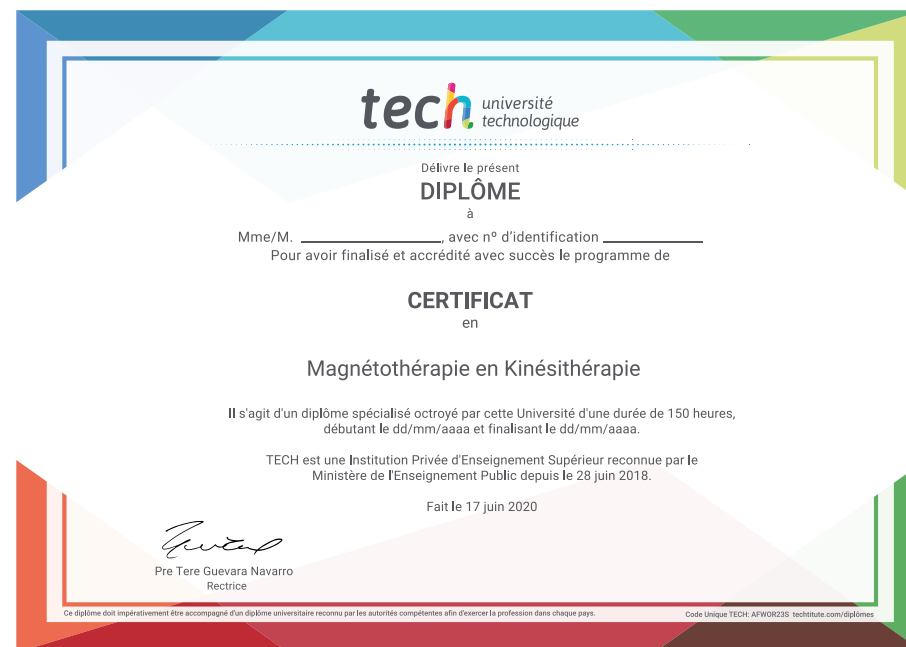 tech université
technologique
Délivre le présent
DIPLÔME
à
Mme/M. ____________________, avec nº d'identification ______________
Pour avoir finalisé et accrédité avec succès le programme de
CERTIFICAT
en
Magnétothérapie en Kinésithérapie
Il s'agit d'un diplôme spécialisé octroyé par cette Université d'une durée de 150 heures,
débutant le dd/mm/aaaa et finalisant le dd/mm/aaaa.
TECH est une Institution Privée d'Enseignement Supérieur reconnue par le
Ministère de l'Enseignement Public depuis le 28 juin 2018.
Fait le 17 juin 2020
Pre Tere Guevara Navarro
Rectrice
Ce diplôme doit impérativement être accompagné d'un diplôme universitaire reconnu par les autorités compétentes afin d'exercer la profession dans chaque pays.
Code Unique TECH: AFWOR23S techtitute.com/diplômes